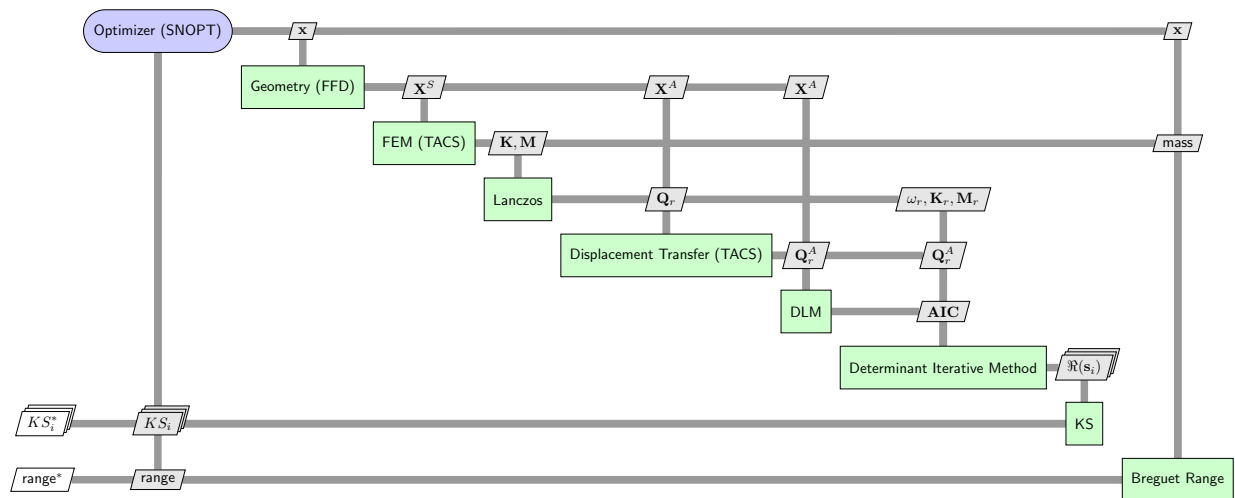 Optimizer (SNOPT) x x
Geometry (FFD) X^S X^A X^A
FEM (TACS) K, M mass
Lanczos Q_r ω_r, K_r, M_r
Displacement Transfer (TACS) Q_r^A Q_r^A
DLM AIC
Determinant Iterative Method ℜ(s_i)
KS_i^* KS_i KS
range* range Breguet Range